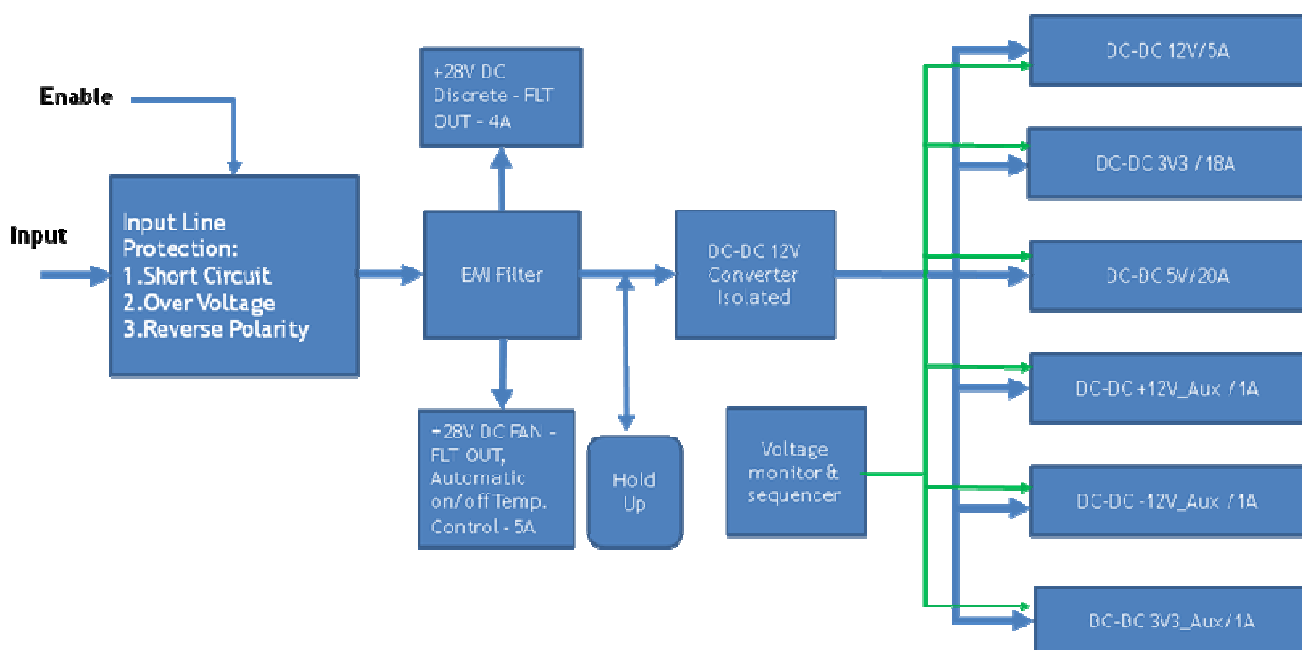 Enable
Input
Input Line
Protection:
1.Short Circuit
2.Over Voltage
3.Reverse Polarity
+28V DC
Discrete - FLT
OUT - 4A
EMI Filter
+28V DC FAN -
FLT OUT,
Automatic
on/off Temp.
Control - 5A
Hold
Up
DC-DC 12V
Converter
Isolated
Voltage
monitor &
sequencer
DC-DC 12V/5A
DC-DC 3V3 / 18A
DC-DC 5V/20A
DC-DC +12V_Aux / 1A
DC-DC -12V_Aux / 1A
DC-DC 3V3_Aux/1A